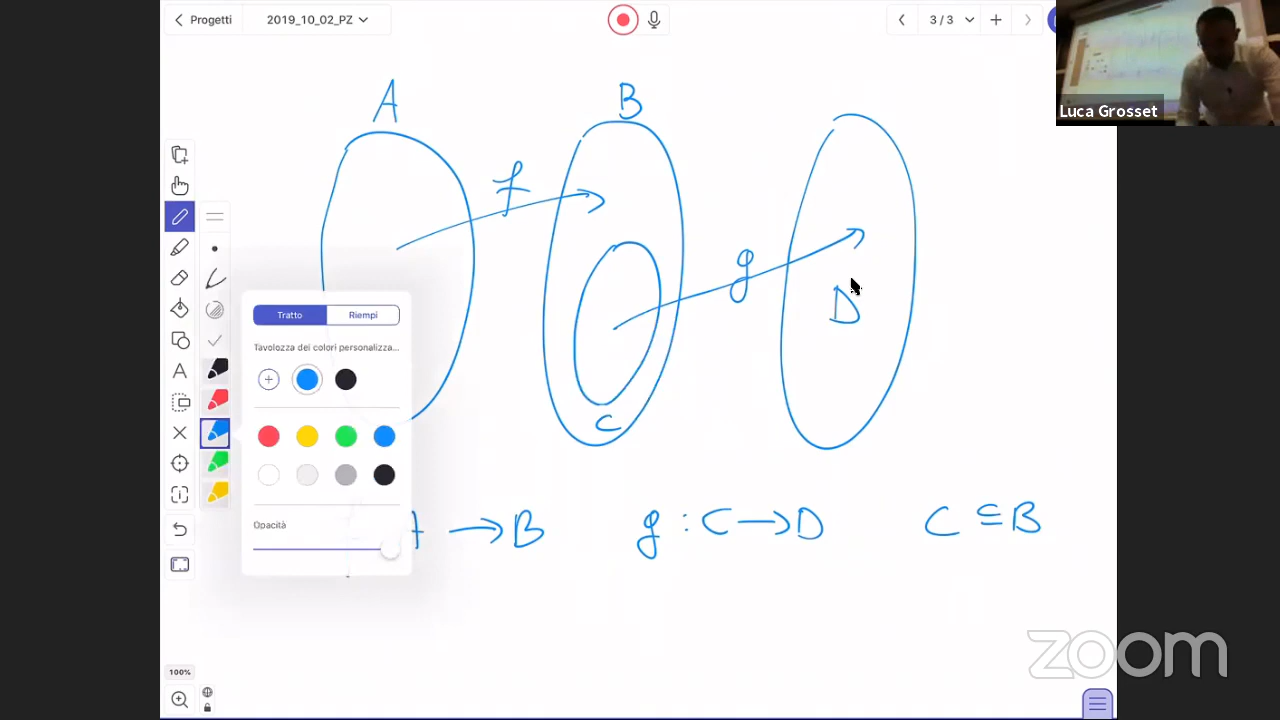 Progetti
2019_10_02_PZ
3 / 3
Luca Grosset
A
B
f
g
D
C
Tratto
Riempi
Tavolozza dei colori personalizza...
Opacità
A → B
g : C → D
C ⊆ B
100%
zoom